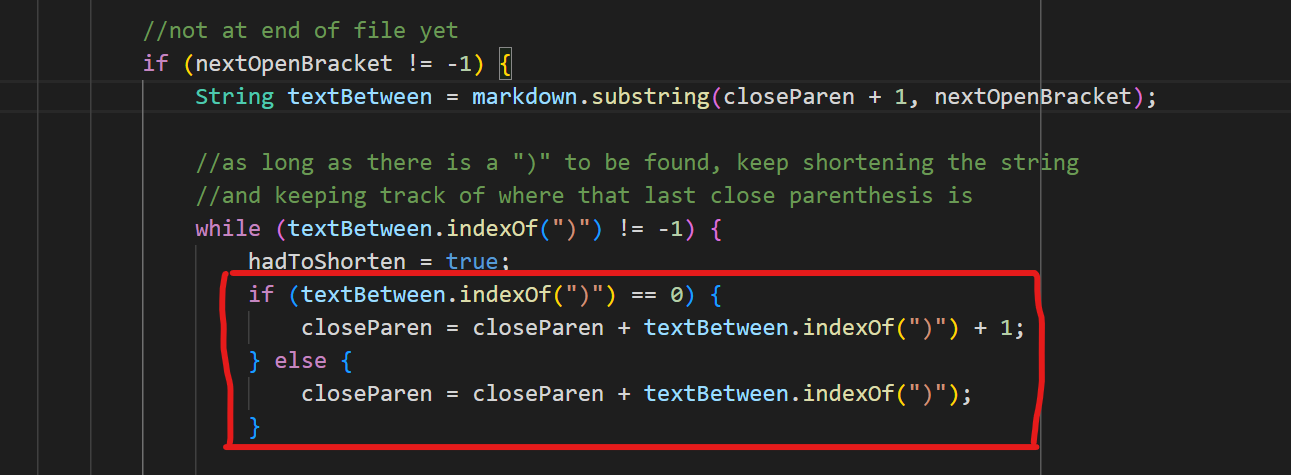 //not at end of file yet
if (nextOpenBracket != -1) {
String textBetween = markdown.substring(closeParen + 1, nextOpenBracket);
//as long as there is a ")" to be found, keep shortening the string
//and keeping track of where that last close parenthesis is
while (textBetween.indexOf(")") != -1) {
hadToShorten = true;
if (textBetween.indexOf(")") == 0) {
closeParen = closeParen + textBetween.indexOf(")") + 1;
} else {
closeParen = closeParen + textBetween.indexOf(")");
}